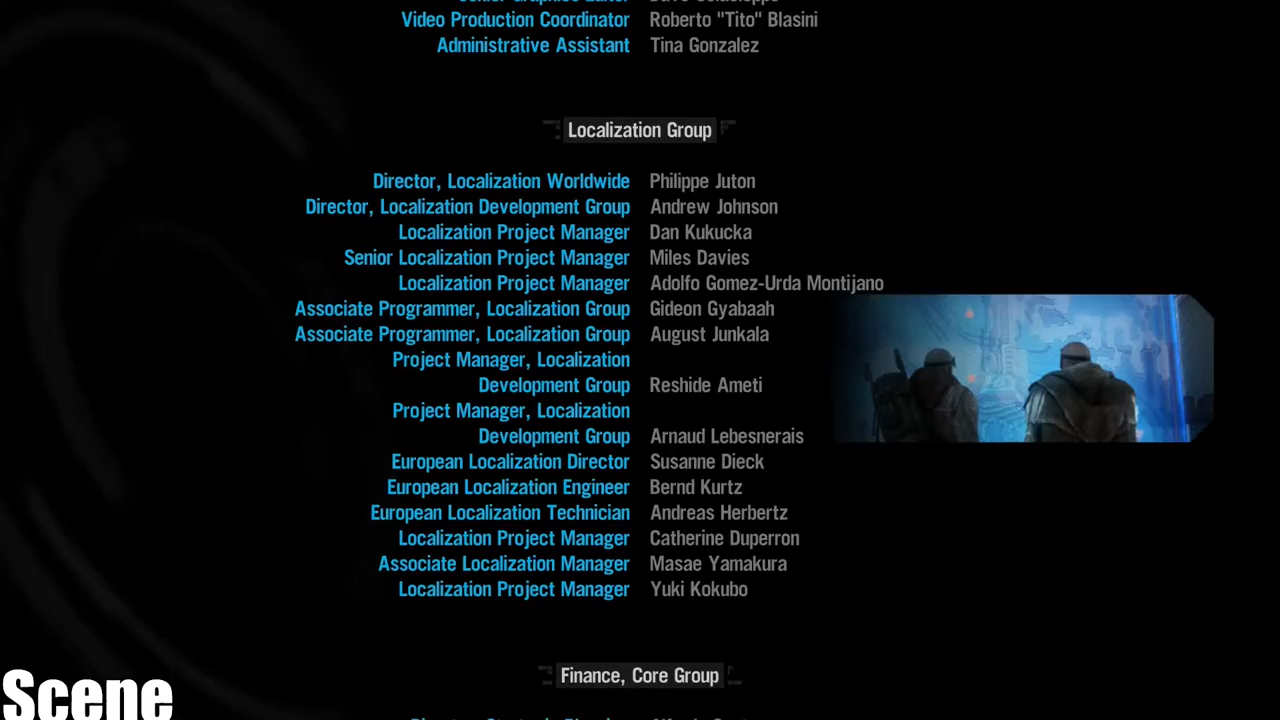 Video Production Coordinator Roberto "Tito" Blasini
Administrative Assistant Tina Gonzalez
Localization Group
Director, Localization Worldwide Philippe Juton
Director, Localization Development Group Andrew Johnson
Localization Project Manager Dan Kukucka
Senior Localization Project Manager Miles Davies
Localization Project Manager Adolfo Gomez-Urda Montijano
Associate Programmer, Localization Group Gideon Gyabaah
Associate Programmer, Localization Group August Junkala
Project Manager, Localization
Development Group Reshide Ameti
Project Manager, Localization
Development Group Arnaud Lebesnerais
European Localization Director Susanne Dieck
European Localization Engineer Bernd Kurtz
European Localization Technician Andreas Herbertz
Localization Project Manager Catherine Duperron
Associate Localization Manager Masae Yamakura
Localization Project Manager Yuki Kokubo
Finance, Core Group
Scene